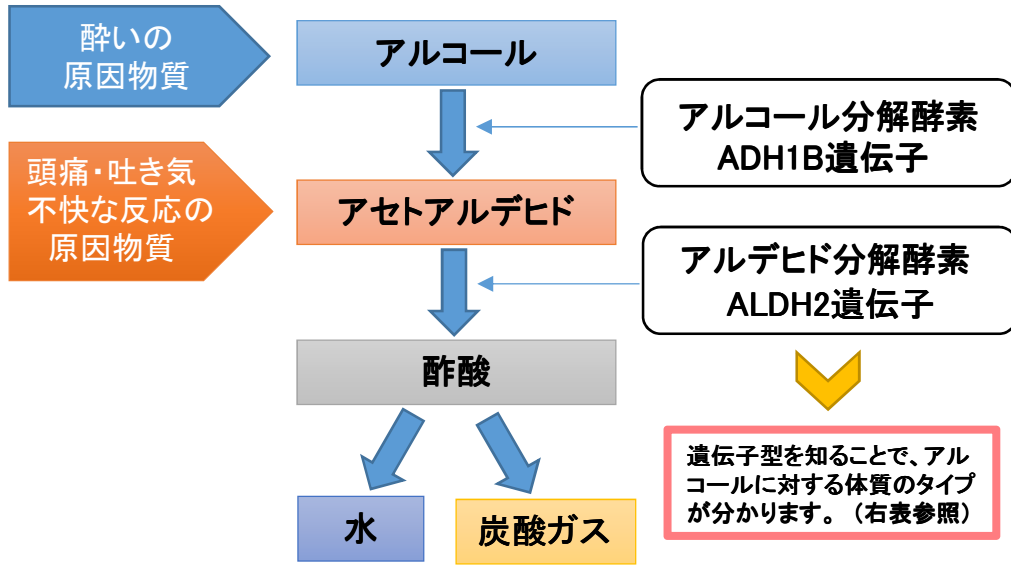 酔いの
原因物質
アルコール
アルコール分解酵素
ADH1B遺伝子
頭痛・吐き気
不快な反応の
原因物質
アセトアルデヒド
アルデヒド分解酵素
ALDH2遺伝子
酢酸
遺伝子型を知ることで、アル
コールに対する体質のタイプ
が分かります。（右表参照）
水
炭酸ガス